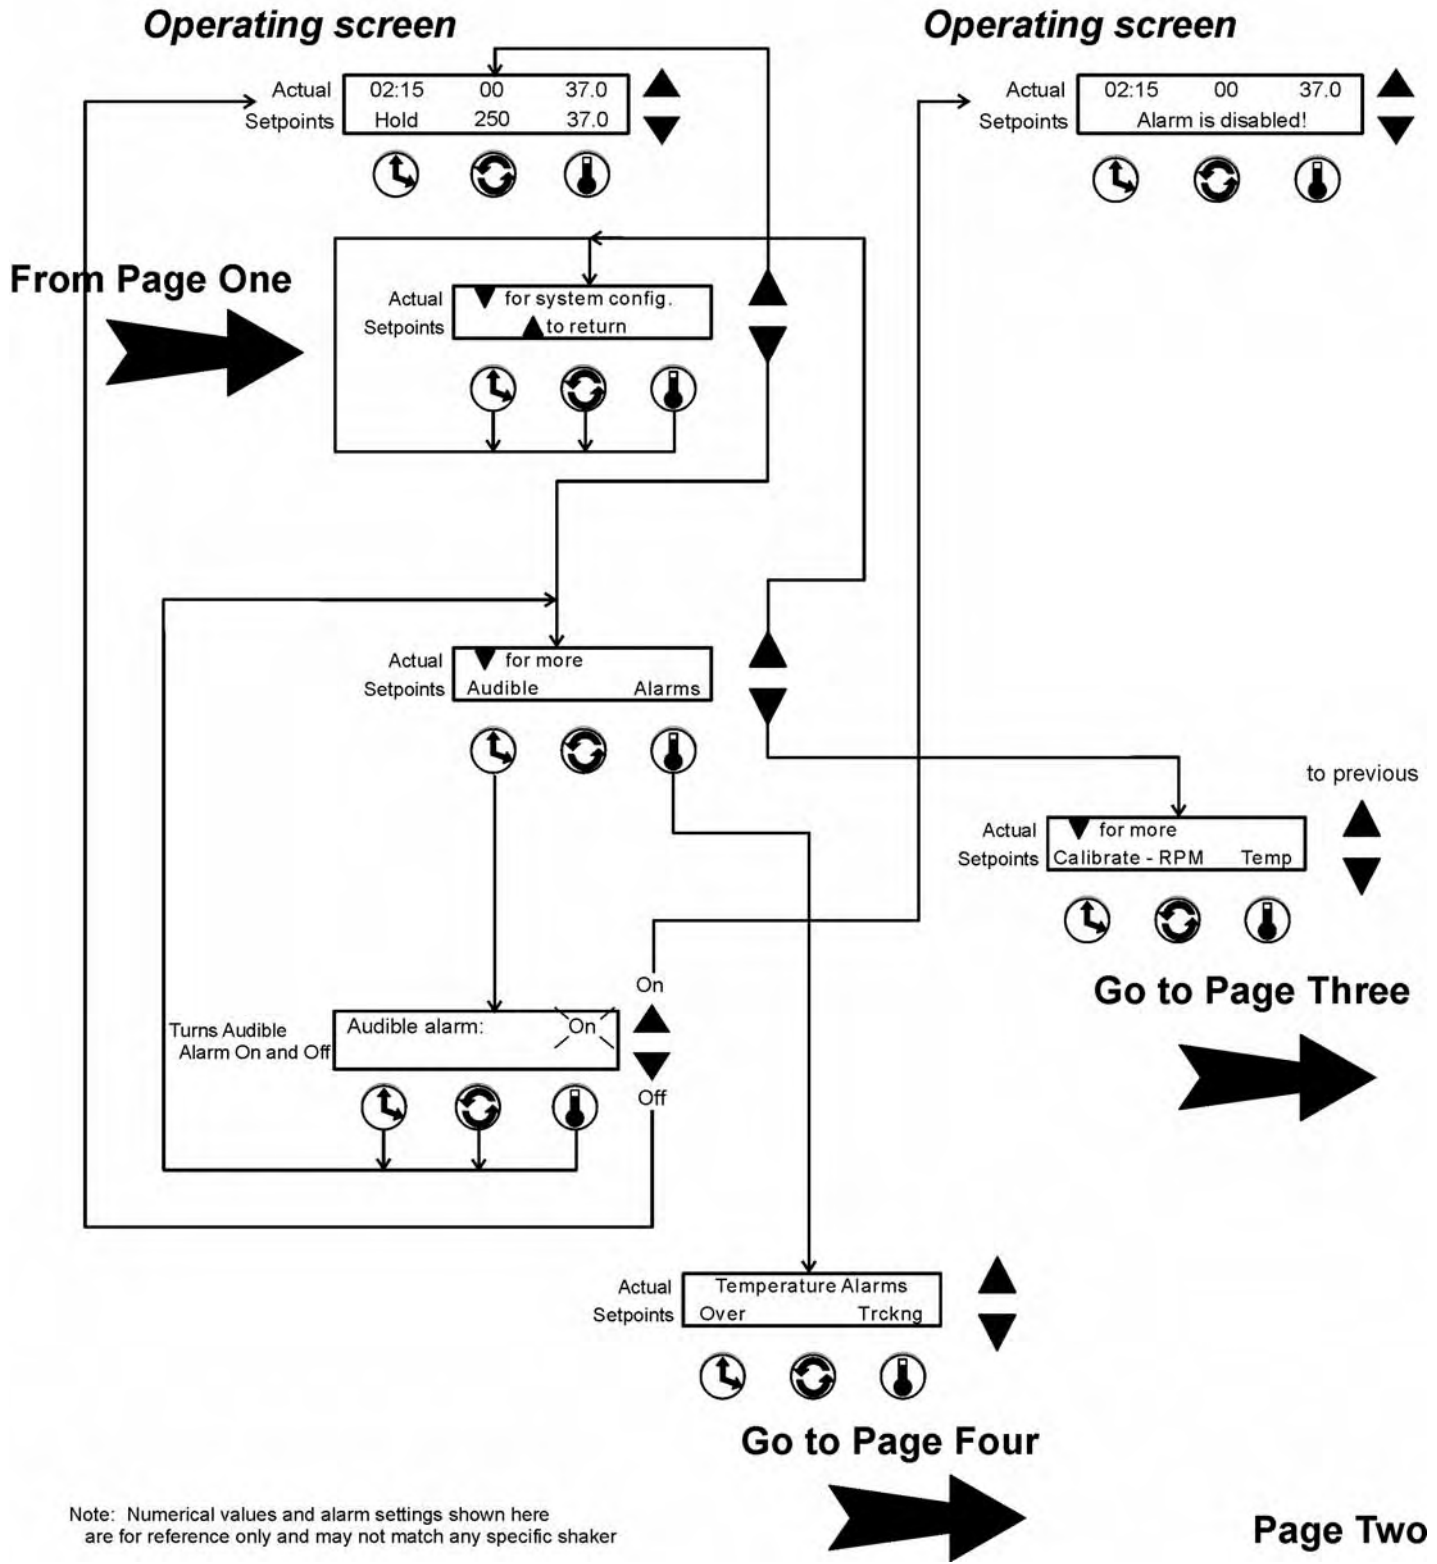 Operating screen
Operating screen
Actual 02:15 00 37.0
Setpoints Hold 250 37.0
Actual 02:15 00 37.0
Setpoints Alarm is disabled!
From Page One
Actual ▼ for system config.
Setpoints ▲ to return
Actual ▼ for more
Setpoints Audible Alarms
to previous
Actual ▼ for more
Setpoints Calibrate - RPM Temp
Go to Page Three
On
Turns Audible
Alarm On and Off
Audible alarm: On
Off
Actual Temperature Alarms
Setpoints Over Trckng
Go to Page Four
Note: Numerical values and alarm settings shown here
are for reference only and may not match any specific shaker
Page Two